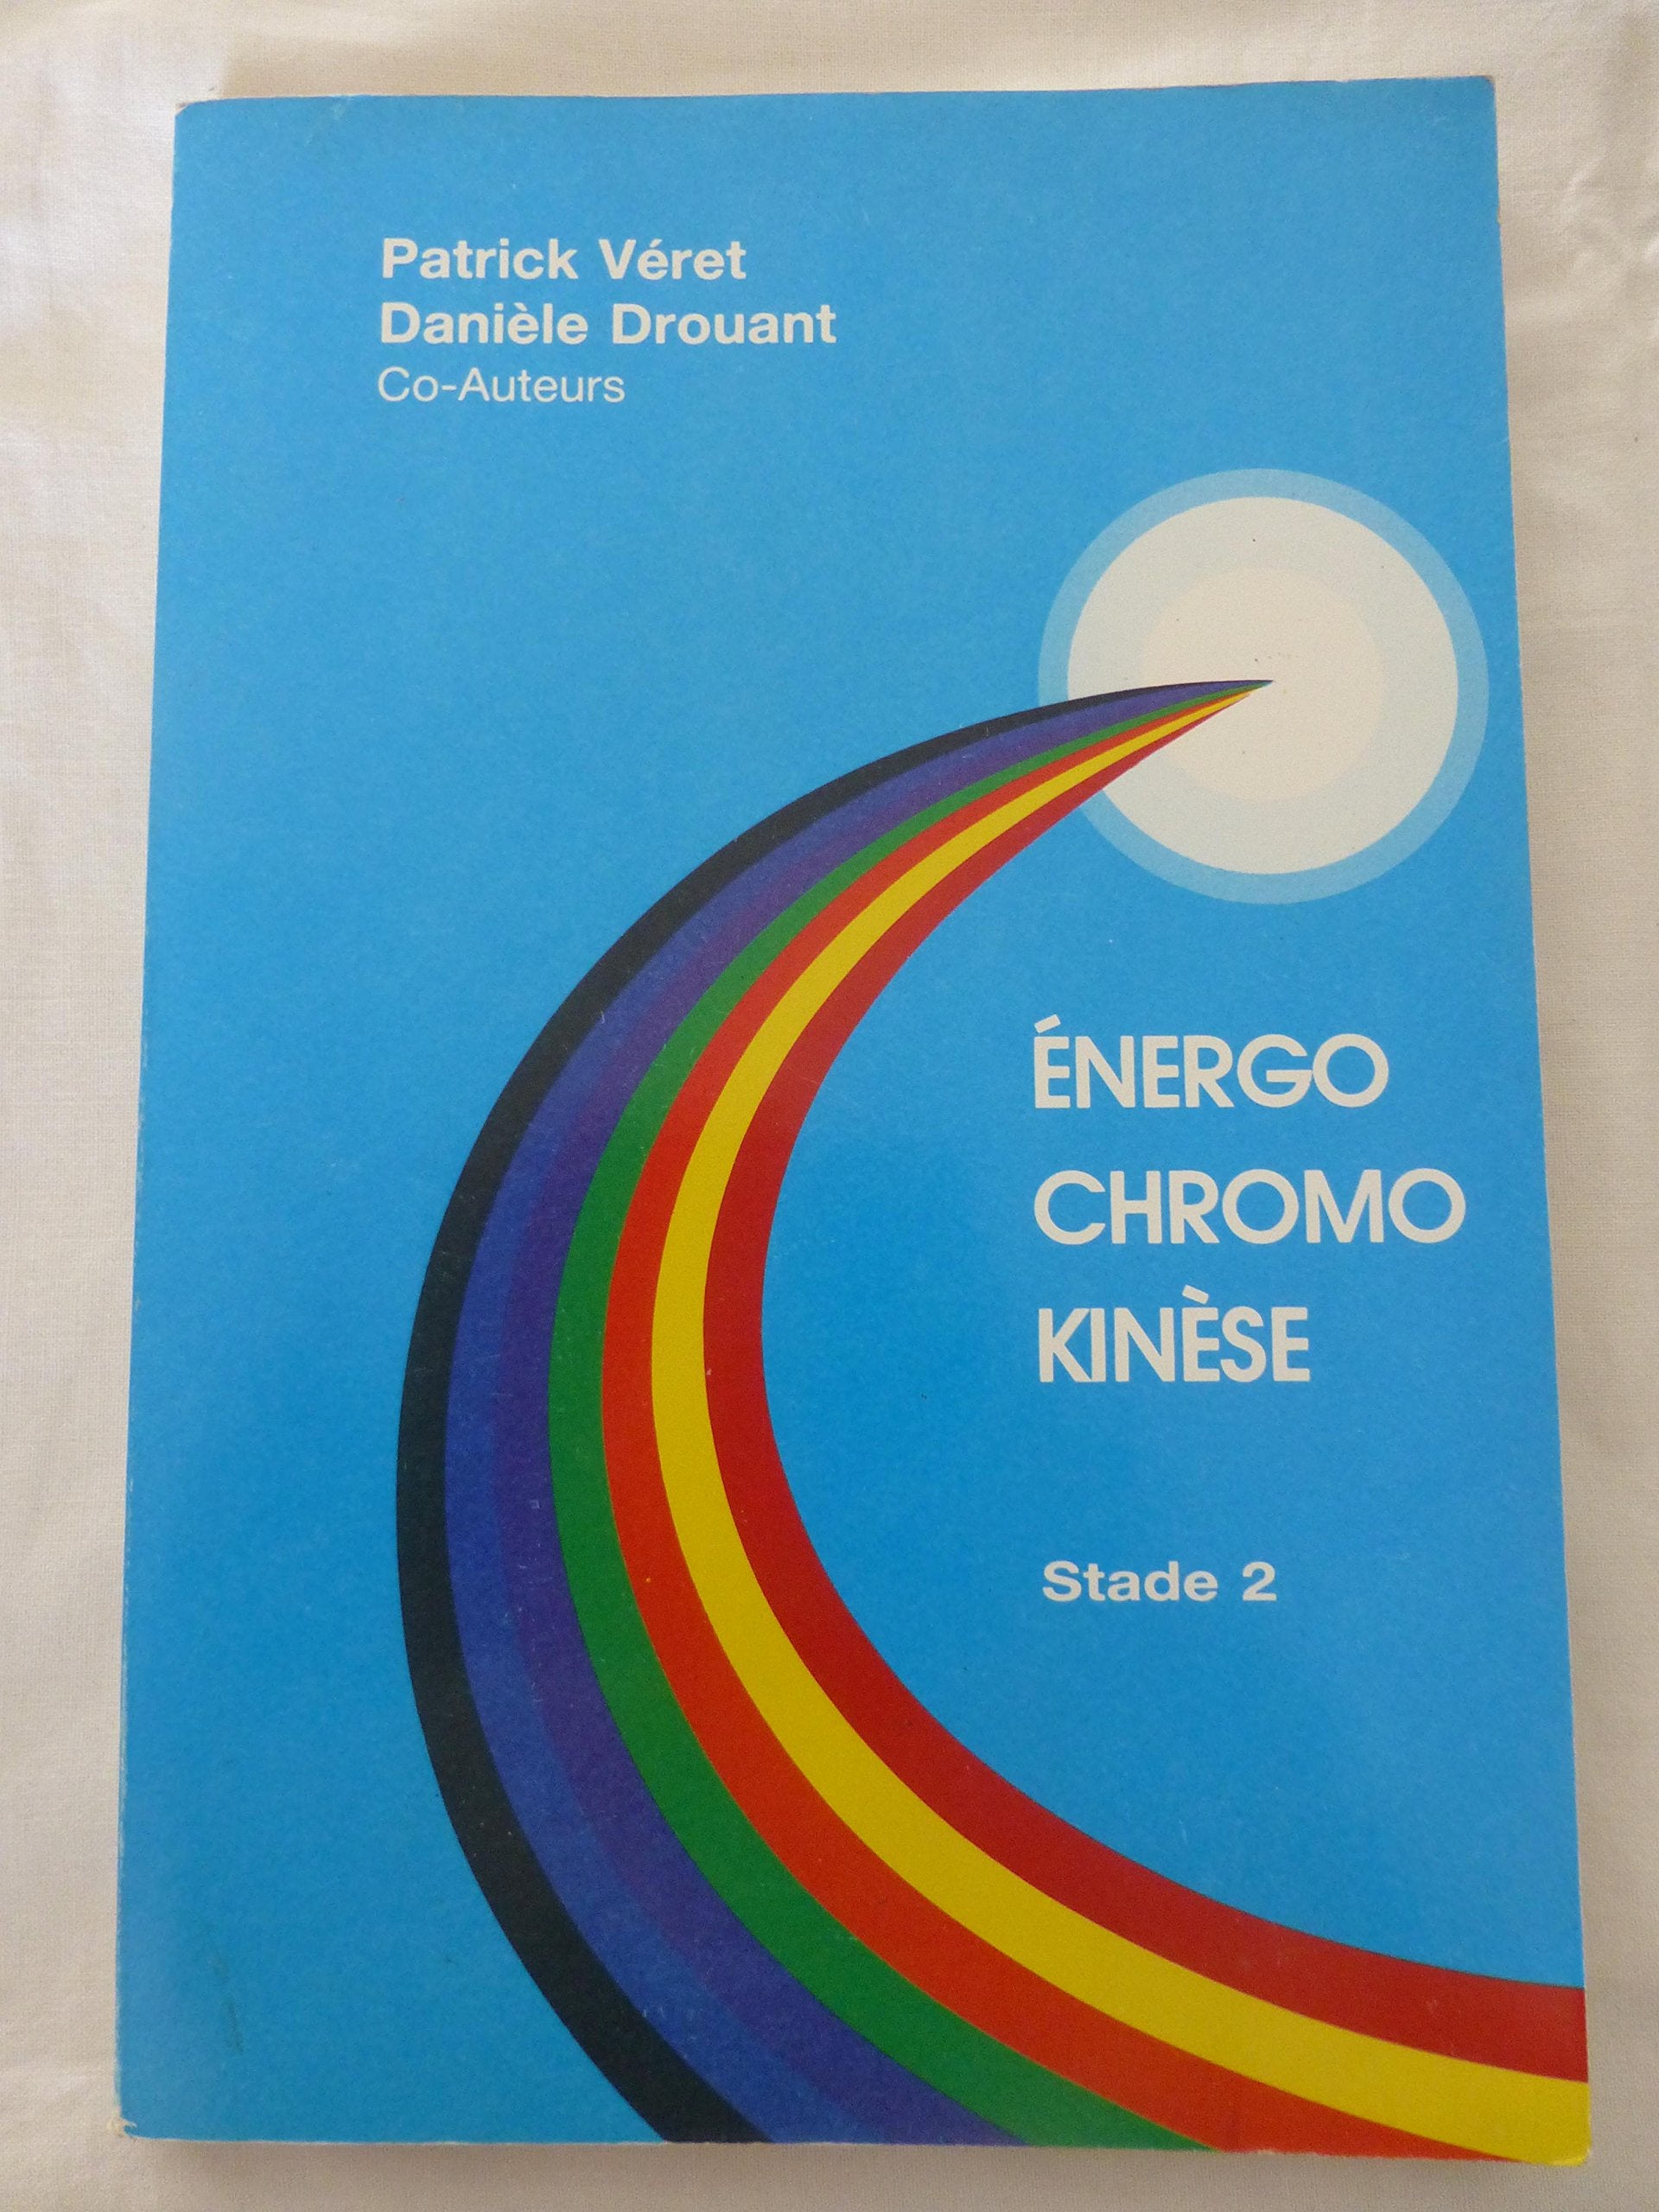 Patrick Véret
Danièle Drouant
Co-Auteurs
ÉNERGO
CHROMO
KINÈSE
Stade 2